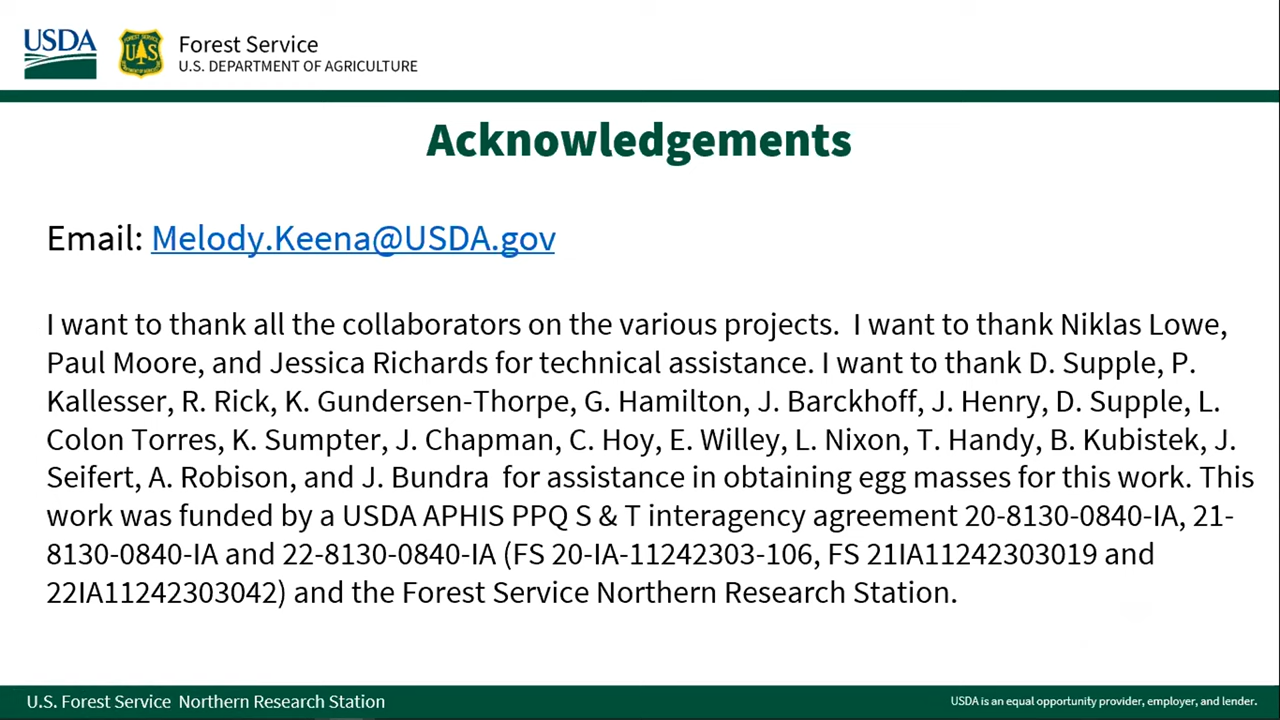 USDA
FOREST SERVICE
U S
DEPARTMENT OF AGRICULTURE
Forest Service
U.S. DEPARTMENT OF AGRICULTURE
Acknowledgements
Email: Melody.Keena@USDA.gov
I want to thank all the collaborators on the various projects.  I want to thank Niklas Lowe,
Paul Moore, and Jessica Richards for technical assistance. I want to thank D. Supple, P.
Kallesser, R. Rick, K. Gundersen-Thorpe, G. Hamilton, J. Barckhoff, J. Henry, D. Supple, L.
Colon Torres, K. Sumpter, J. Chapman, C. Hoy, E. Willey, L. Nixon, T. Handy, B. Kubistek, J.
Seifert, A. Robison, and J. Bundra  for assistance in obtaining egg masses for this work. This
work was funded by a USDA APHIS PPQ S & T interagency agreement 20-8130-0840-IA, 21-
8130-0840-IA and 22-8130-0840-IA (FS 20-IA-11242303-106, FS 21IA11242303019 and
22IA11242303042) and the Forest Service Northern Research Station.
U.S. Forest Service  Northern Research Station
USDA is an equal opportunity provider, employer, and lender.